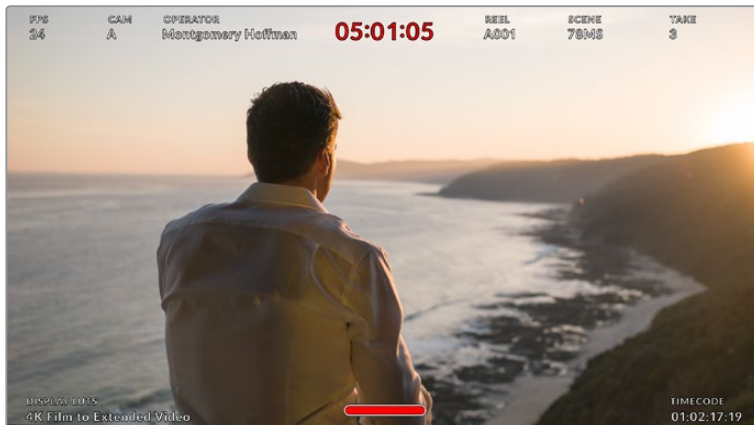 FPS CAM OPERATOR 05:01:05 REEL SCENE TAKE
24 A Montgomery Hoffman A001 78MS 3
DISPLAY LUTS TIMECODE
4K Film to Extended Video 01:02:17:19